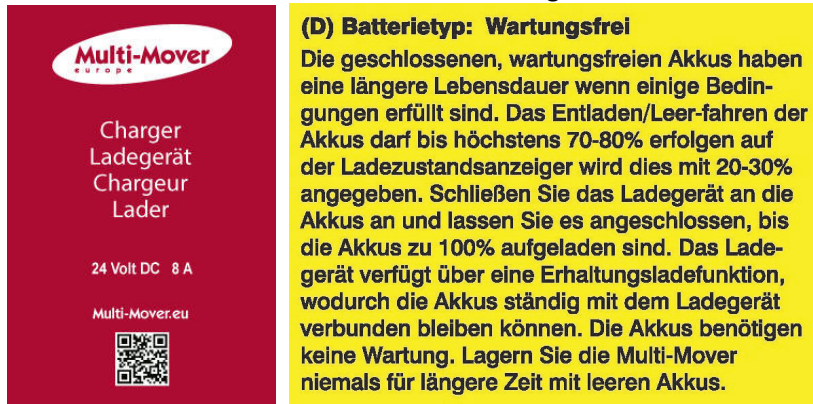 Multi-Mover
europe
Charger
Ladegerät
Chargeur
Lader
24 Volt DC 8 A
Multi-Mover.eu
(D) Batterietyp: Wartungsfrei
Die geschlossenen, wartungsfreien Akkus haben
eine längere Lebensdauer wenn einige Bedin-
gungen erfüllt sind. Das Entladen/Leer-fahren der
Akkus darf bis höchstens 70-80% erfolgen auf
der Ladezustandsanzeiger wird dies mit 20-30%
angegeben. Schließen Sie das Ladegerät an die
Akkus an und lassen Sie es angeschlossen, bis
die Akkus zu 100% aufgeladen sind. Das Lade-
gerät verfügt über eine Erhaltungsladefunktion,
wodurch die Akkus ständig mit dem Ladegerät
verbunden bleiben können. Die Akkus benötigen
keine Wartung. Lagern Sie die Multi-Mover
niemals für längere Zeit mit leeren Akkus.